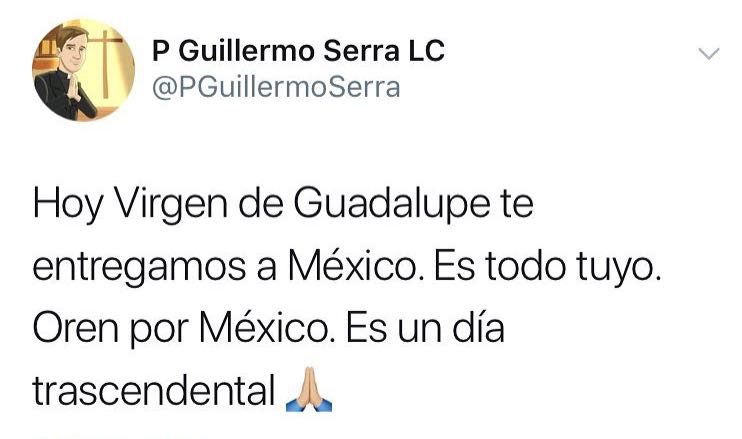 P Guillermo Serra LC
@PGuillermoSerra
Hoy Virgen de Guadalupe te
entregamos a México. Es todo tuyo.
Oren por México. Es un día
trascendental 🙏🏼